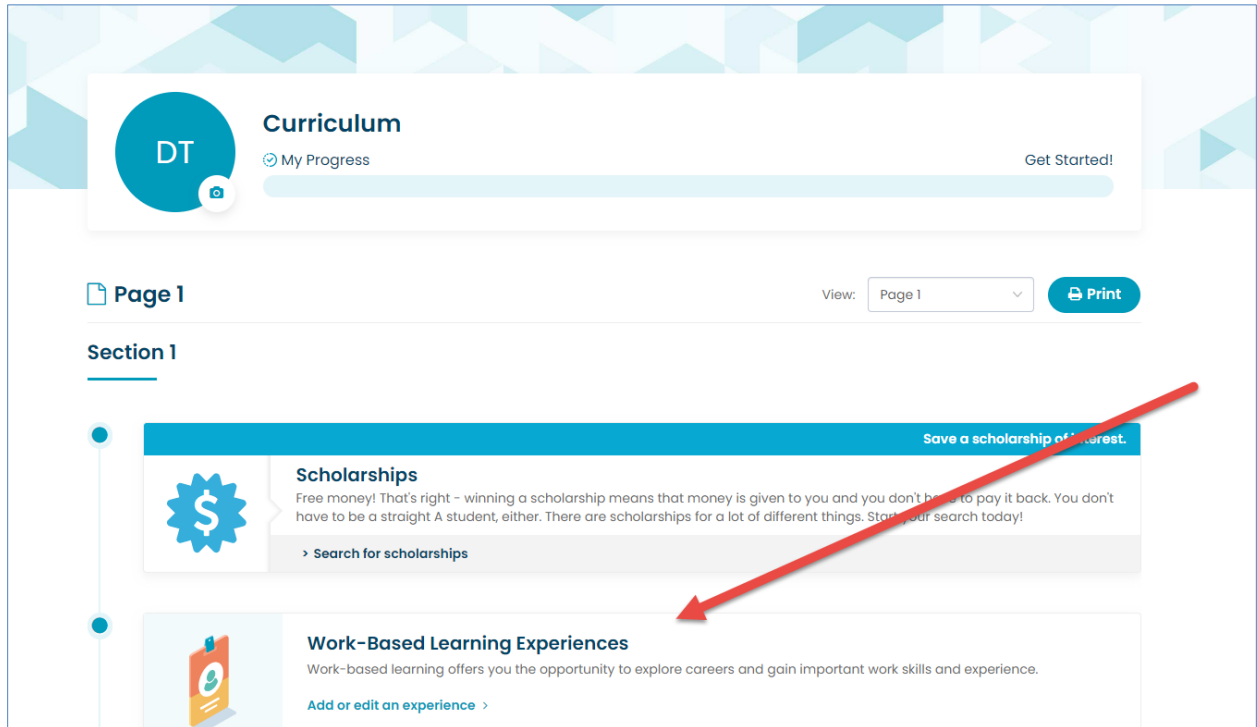 DT
Curriculum
My Progress
Get Started!
Page 1
View:
Page 1
Print
Section 1
Save a scholarship of interest.
Scholarships
Free money! That's right - winning a scholarship means that money is given to you and you don't have to pay it back. You don't
have to be a straight A student, either. There are scholarships for a lot of different things. Start your search today!
> Search for scholarships
Work-Based Learning Experiences
Work-based learning offers you the opportunity to explore careers and gain important work skills and experience.
Add or edit an experience >